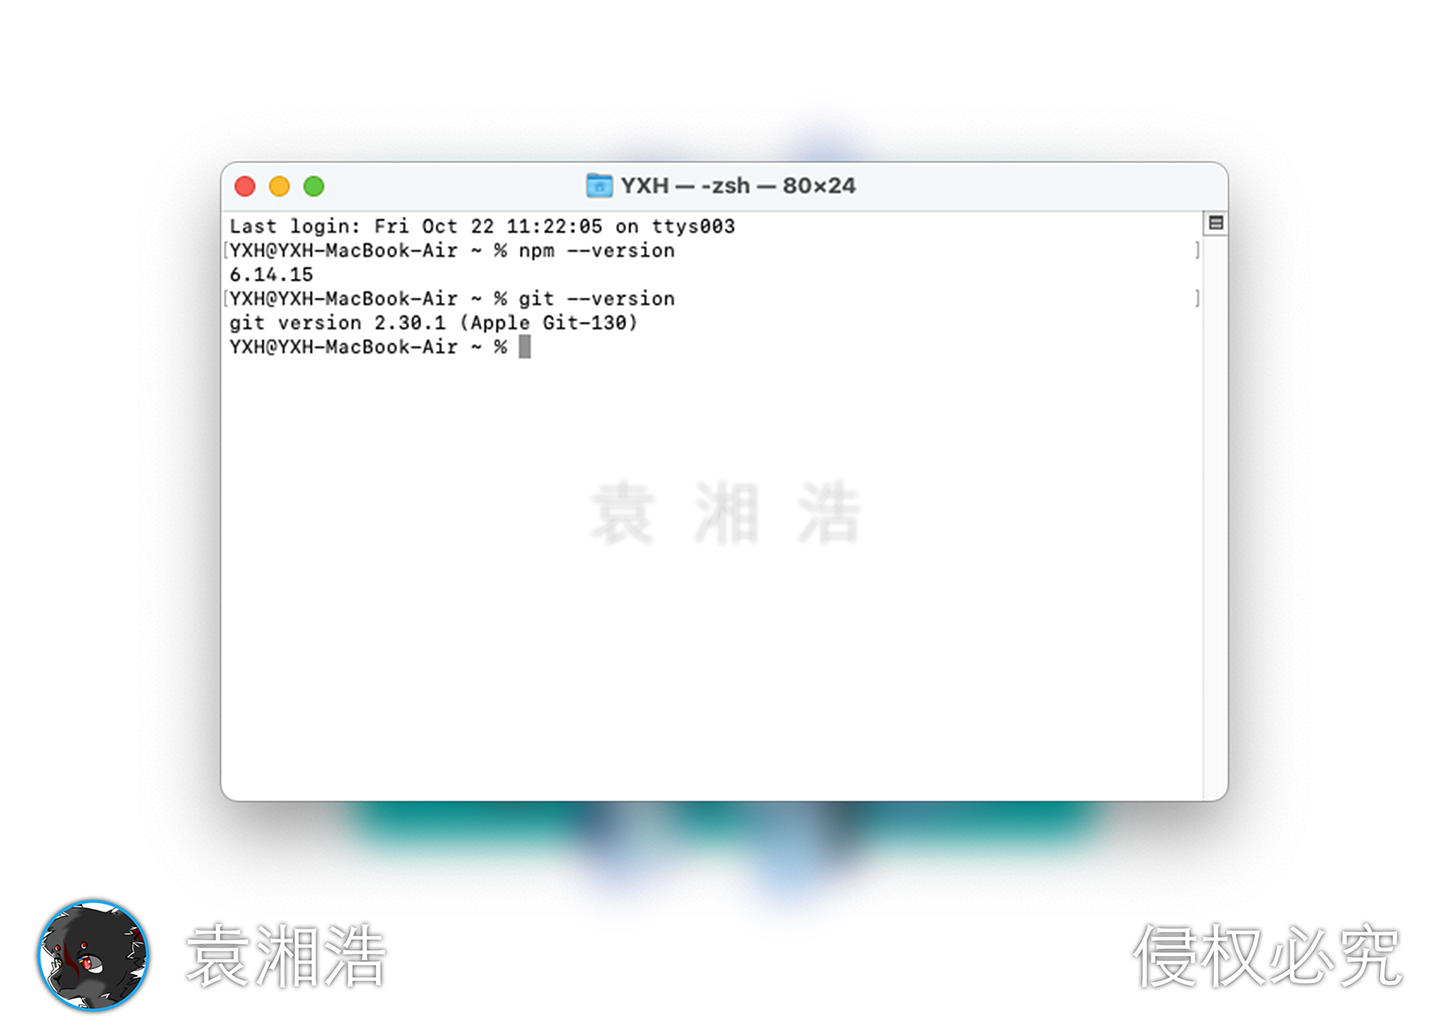 YXH — -zsh — 80×24
Last login: Fri Oct 22 11:22:05 on ttys003
[YXH@YXH-MacBook-Air ~ % npm --version ]
6.14.15
[YXH@YXH-MacBook-Air ~ % git --version ]
git version 2.30.1 (Apple Git-130)
YXH@YXH-MacBook-Air ~ %
袁 湘 浩
袁湘浩
侵权必究